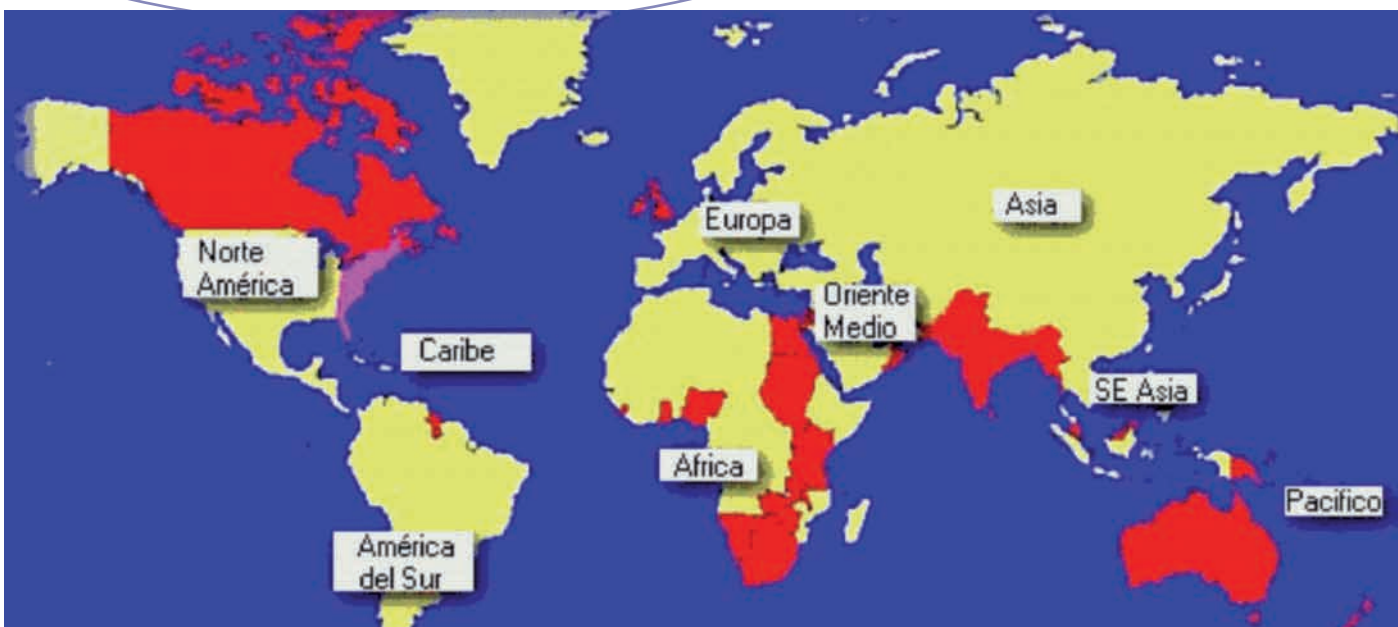 Norte
América
Caribe
América
del Sur
Europa
Africa
Oriente
Medio
Asia
SE Asia
Pacifico